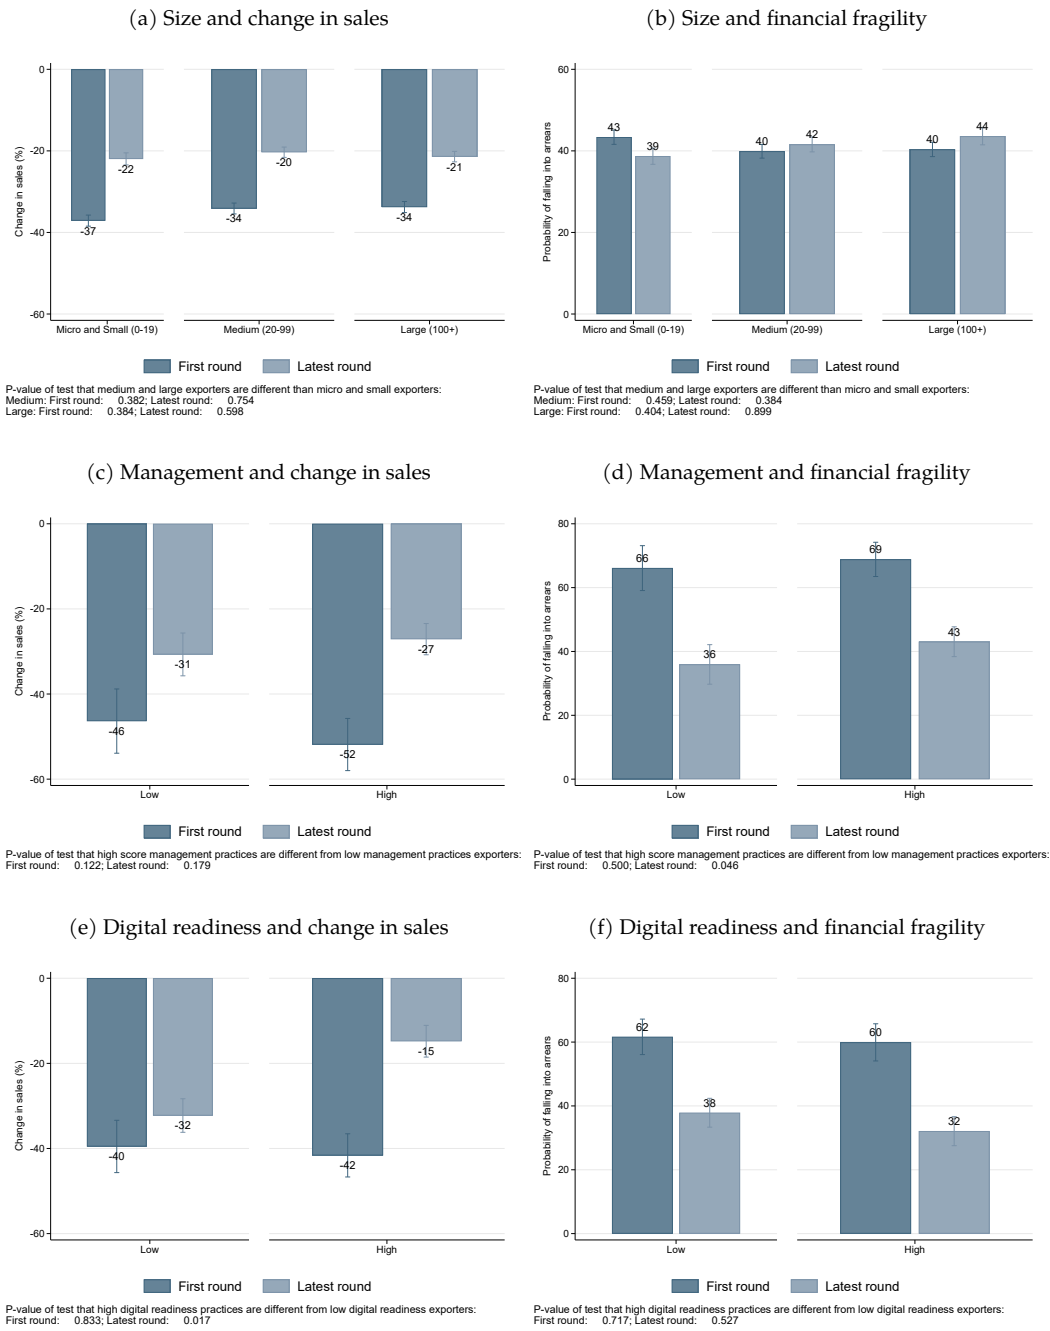 (a) Size and change in sales
0
-20
-40
-60
Change in sales (%)
-37
-22
-34
-20
-34
-21
Micro and Small (0-19)
Medium (20-99)
Large (100+)
First round
Latest round
P-value of test that medium and large exporters are different than micro and small exporters:
Medium: First round: 0.382; Latest round: 0.754
Large: First round: 0.384; Latest round: 0.598
(b) Size and financial fragility
60
40
20
0
Probability of falling into arrears
43
39
40
42
40
44
Micro and Small (0-19)
Medium (20-99)
Large (100+)
First round
Latest round
P-value of test that medium and large exporters are different than micro and small exporters:
Medium: First round: 0.459; Latest round: 0.384
Large: First round: 0.404; Latest round: 0.899
(c) Management and change in sales
0
-20
-40
-60
Change in sales (%)
-46
-31
-52
-27
Low
High
First round
Latest round
P-value of test that high score management practices are different from low management practices exporters:
First round: 0.122; Latest round: 0.179
(d) Management and financial fragility
80
60
40
20
0
Probability of falling into arrears
66
36
69
43
Low
High
First round
Latest round
P-value of test that high score management practices are different from low management practices exporters:
First round: 0.500; Latest round: 0.046
(e) Digital readiness and change in sales
0
-20
-40
-60
Change in sales (%)
-40
-32
-42
-15
Low
High
First round
Latest round
P-value of test that high digital readiness practices are different from low digital readiness exporters:
First round: 0.833; Latest round: 0.017
(f) Digital readiness and financial fragility
80
60
40
20
0
Probability of falling into arrears
62
38
60
32
Low
High
First round
Latest round
P-value of test that high digital readiness practices are different from low digital readiness exporters:
First round: 0.717; Latest round: 0.527